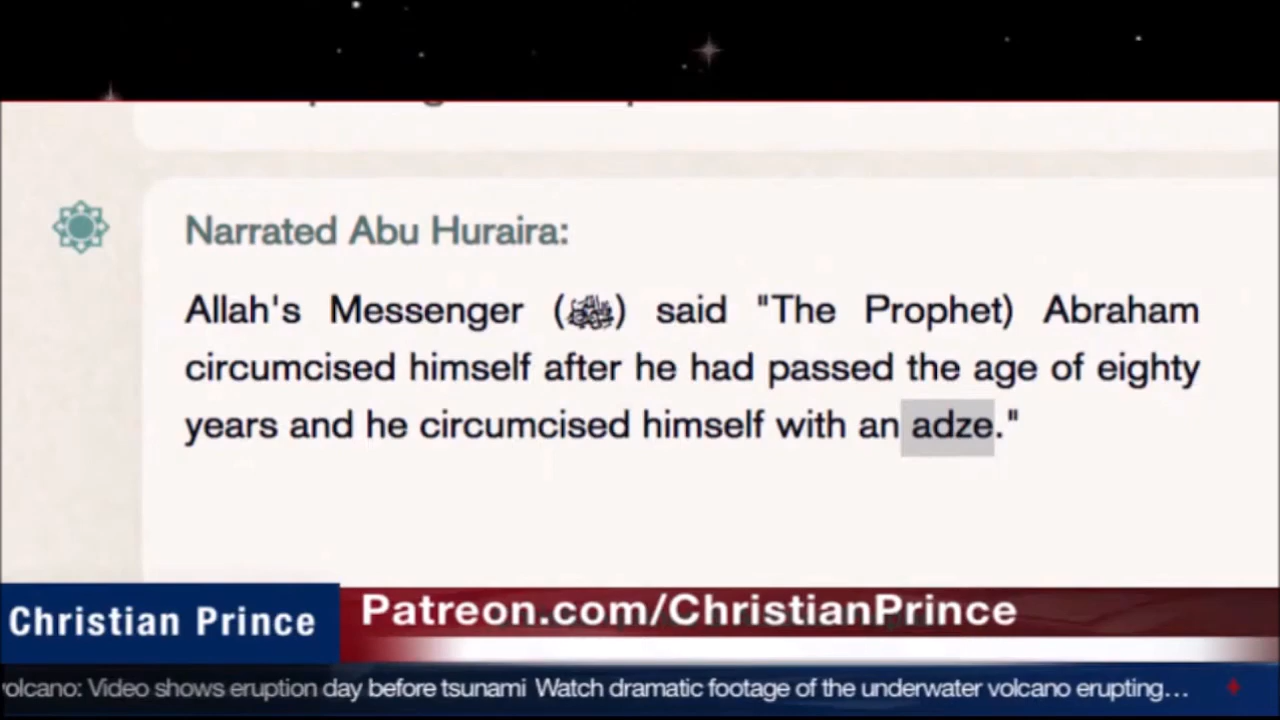 Narrated Abu Huraira:
Allah's Messenger (ﷺ) said "The Prophet) Abraham
circumcised himself after he had passed the age of eighty
years and he circumcised himself with an adze."
Christian Prince
Patreon.com/ChristianPrince
olcano: Video shows eruption day before tsunami Watch dramatic footage of the underwater volcano erupting...